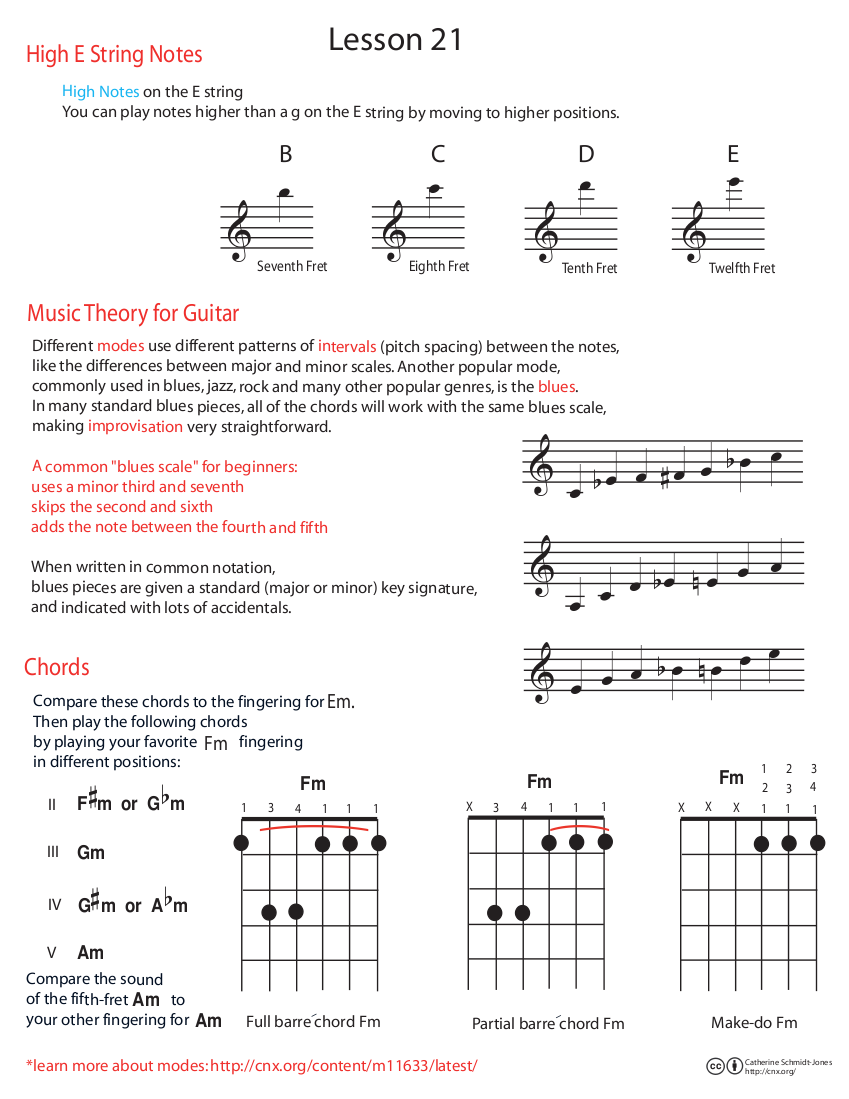 Lesson 21
High E String Notes
High Notes on the E string
You can play notes higher than a g on the E string by moving to higher positions.
B C D E
Seventh Fret Eighth Fret Tenth Fret Twelfth Fret
Music Theory for Guitar
Different modes use different patterns of intervals (pitch spacing) between the notes,
like the differences between major and minor scales. Another popular mode,
commonly used in blues, jazz, rock and many other popular genres, is the blues.
In many standard blues pieces, all of the chords will work with the same blues scale,
making improvisation very straightforward.
A common "blues scale" for beginners:
uses a minor third and seventh
skips the second and sixth
adds the note between the fourth and fifth
When written in common notation,
blues pieces are given a standard (major or minor) key signature,
and indicated with lots of accidentals.
Chords
Compare these chords to the fingering for Em.
Then play the following chords
by playing your favorite Fm fingering
in different positions:
II F♯m or G♭m
III Gm
IV G♯m or A♭m
V Am
Compare the sound
of the fifth-fret Am to
your other fingering for Am
Fm
1 3 4 1 1 1
Full barre´chord Fm
Fm
X 3 4 1 1 1
Partial barre´chord Fm
Fm
1 2 3
2 3 4
X X X 1 1 1
Make-do Fm
*learn more about modes: http://cnx.org/content/m11633/latest/
cc
Catherine Schmidt-Jones
http://cnx.org/